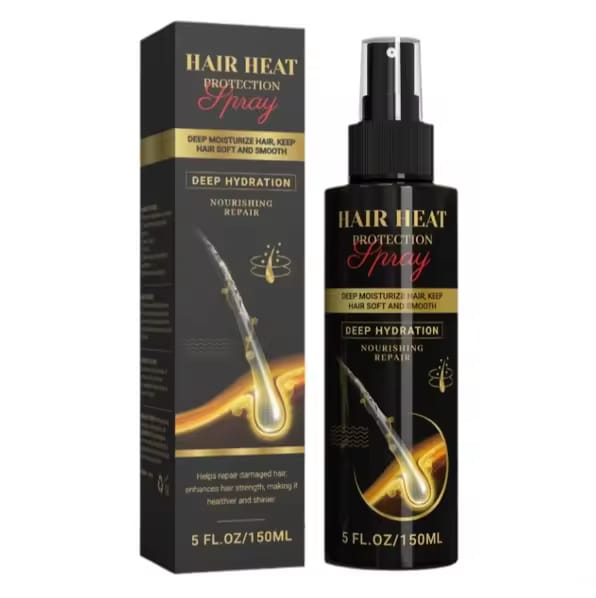 HAIR HEAT
PROTECTION
Spray
DEEP MOISTURIZE HAIR, KEEP
HAIR SOFT AND SMOOTH
DEEP HYDRATION
NOURISHING
REPAIR
Helps repair damaged hair,
enhances hair strength, making it
healthier and shinier
5 FL.OZ/150ML
HAIR HEAT
PROTECTION
Spray
DEEP MOISTURIZE HAIR, KEEP
HAIR SOFT AND SMOOTH
DEEP HYDRATION
NOURISHING
REPAIR
5 FL.OZ/150ML